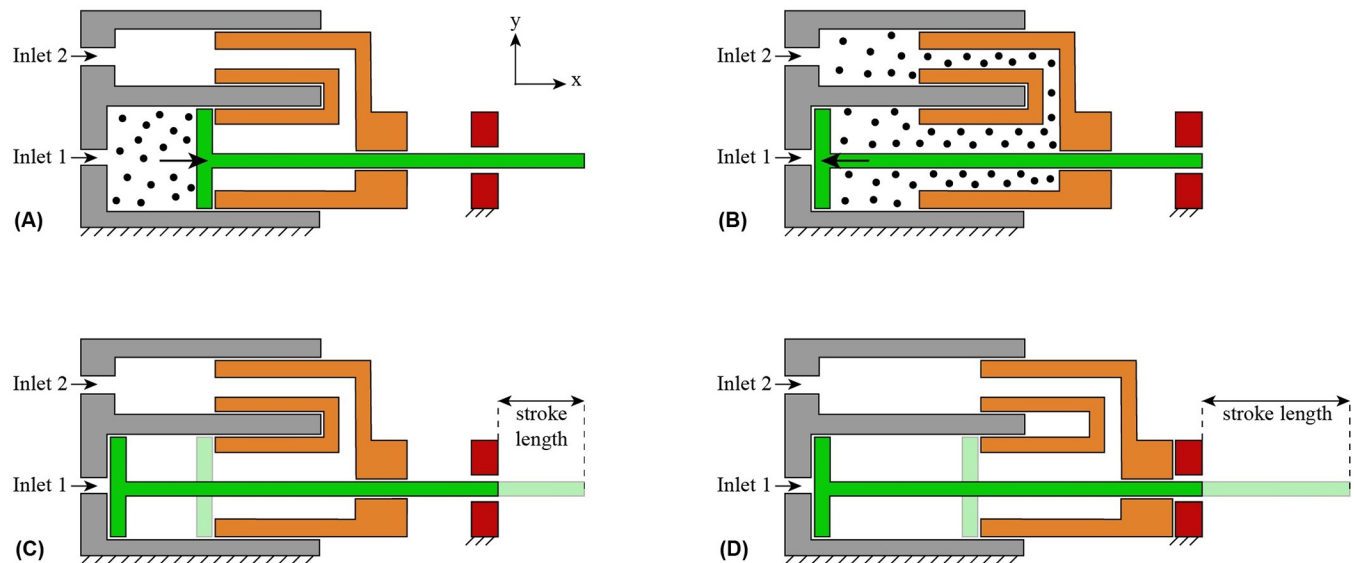 y
x
Inlet 2
Inlet 1
(A)
Inlet 2
Inlet 1
(B)
Inlet 2
stroke
length
Inlet 1
(C)
Inlet 2
stroke length
Inlet 1
(D)